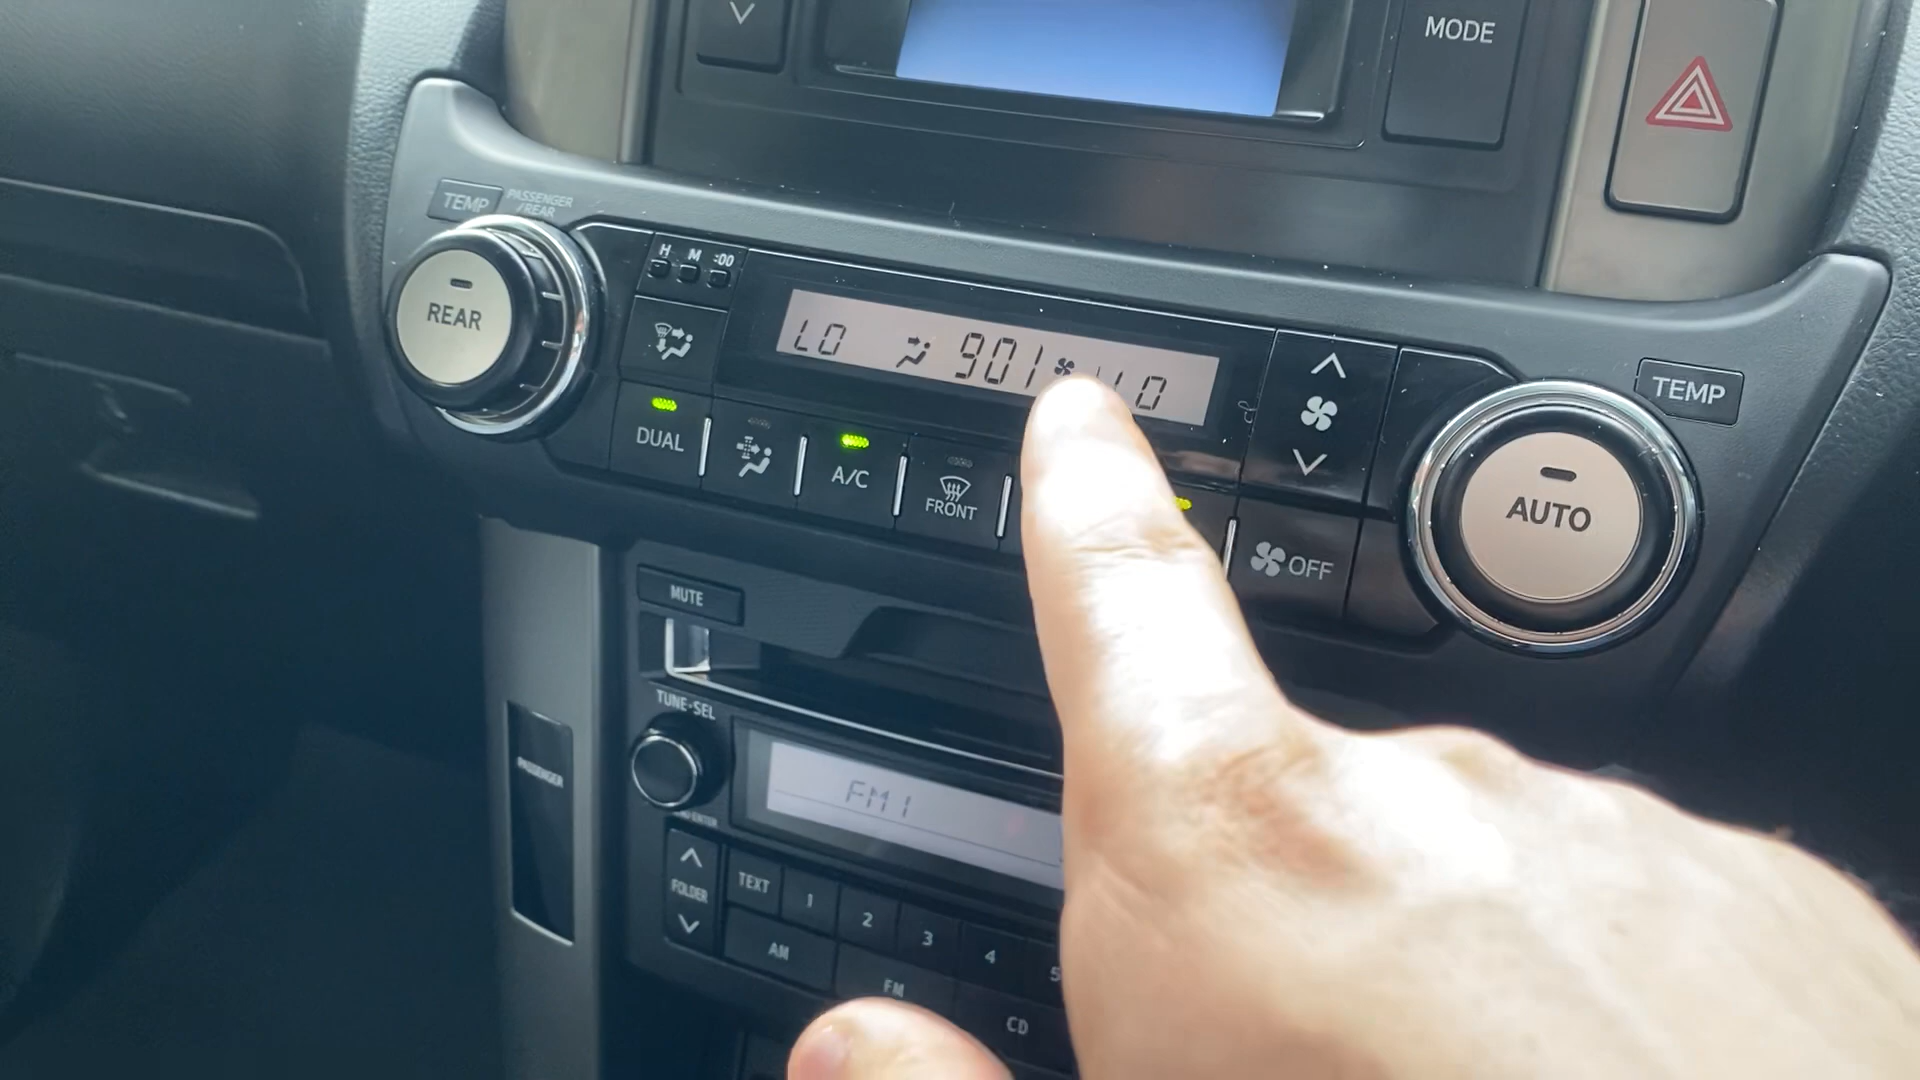 MODE
TEMP
PASSENGER
/REAR
H M :00
REAR
LO 901
TEMP
DUAL
A/C
FRONT
AUTO
OFF
MUTE
TUNE·SEL
FM1
PASSENGER
FOLDER
TEXT
1
2
3
4
5
AM
FM
CD